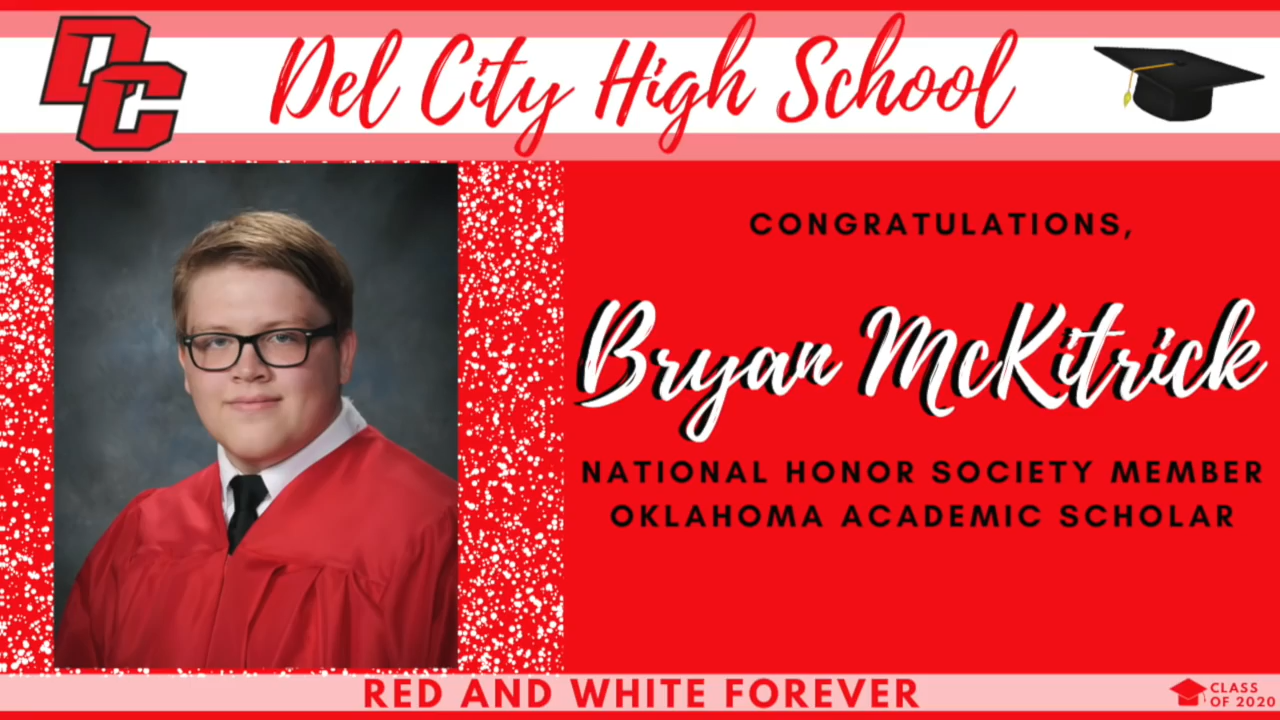 DC
Del City High School
CONGRATULATIONS,
Bryan McKitrick
NATIONAL HONOR SOCIETY MEMBER
OKLAHOMA ACADEMIC SCHOLAR
RED AND WHITE FOREVER
CLASS
OF 2020